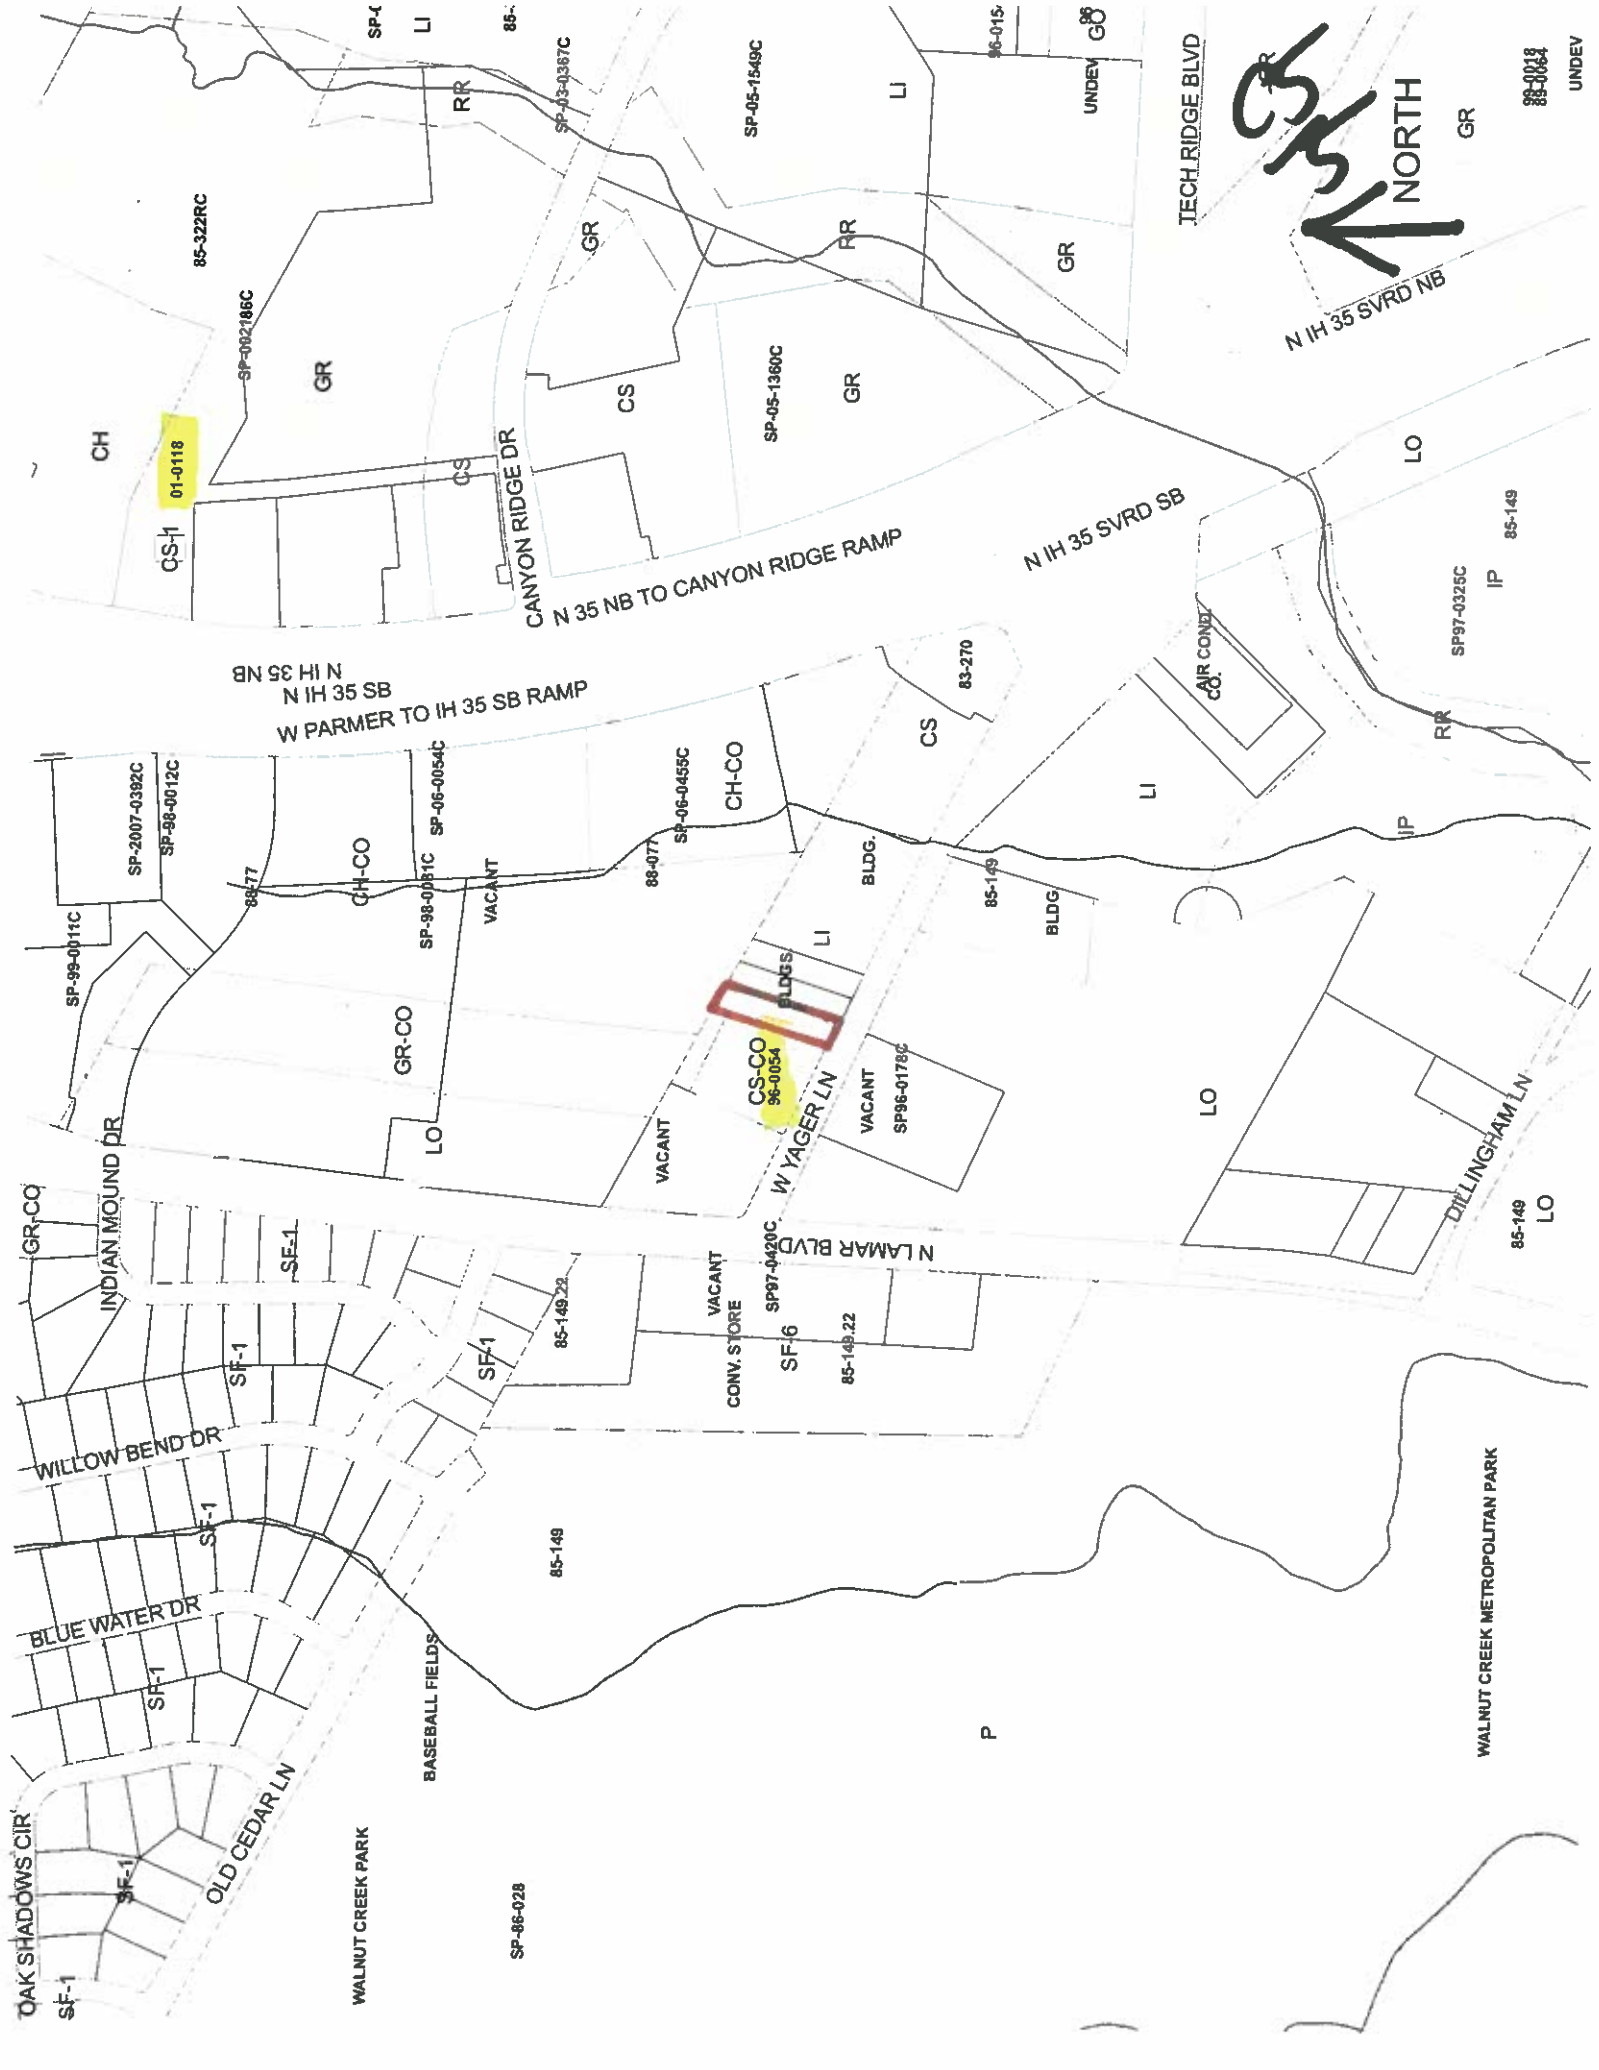 OAK SHADOWS CIR
SF-1
SF-1
OLD CEDAR LN
WALNUT CREEK PARK
SP-86-028
BLUE WATER DR
SF-1
BASEBALL FIELDS
WILLOW BEND DR
SF-1
SF-1
SF-1
SF-1
85-149
P
WALNUT CREEK METROPOLITAN PARK
GR-CO
INDIAN MOUND DR
85-149.22
VACANT
CONV. STORE
SP97-0420C
SF-6
85-149.22
N LAMAR BLVD
DILLINGHAM LN
85-149
LO
SP-99-0011C
GR-CO
LO
VACANT
CS-CO
96-0054
W YAGER LN
VACANT
SP96-0178C
LO
SP-2007-0392C
SP-98-0012C
88-77
CH-CO
SP-98-0081C
SP-06-0054C
VACANT
88-077
SP-06-0455C
CH-CO
BLDGS
LI
BLDG.
85-149
BLDG
CS
83-270
LI
AIR COND.
CO.
IP
RR
SP97-0325C
IP
85-149
LO
N IH 35 NB
N IH 35 SB
W PARMER TO IH 35 SB RAMP
N 35 NB TO CANYON RIDGE RAMP
N IH 35 SVRD SB
N IH 35 SVRD NB
CH
01-0118
CS-1
85-322RC
SP-002186C
GR
CS
CANYON RIDGE DR
CS
SP-05-1360C
GR
GR
RR
GR
LI
85-
RR
SP-03-0367C
SP-05-1549C
LI
UNDEV
GO
TECH RIDGE BLVD
CS
GR
NORTH
GR
99-0018
89-0064
UNDEV